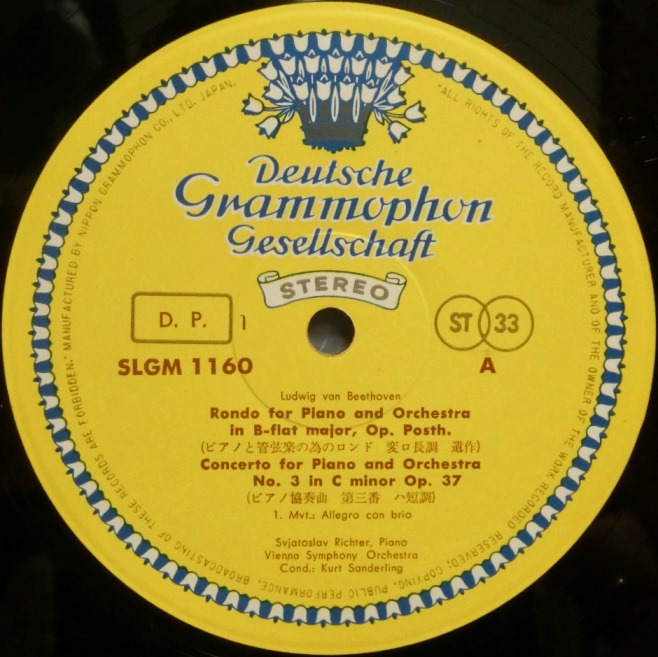 Deutsche
Grammophon
Gesellschaft
STEREO
D. P. 1
ST 33
SLGM 1160
A
Ludwig van Beethoven
Rondo for Piano and Orchestra
in B-flat major, Op. Posth.
(ピアノと管弦楽の為のロンド 変ロ長調 遺作)
Concerto for Piano and Orchestra
No. 3 in C minor Op. 37
(ピアノ協奏曲 第三番 ハ短調)
1. Mvt.: Allegro con brio
Svjatoslav Richter, Piano
Vienna Symphony Orchestra
Cond.: Kurt Sanderling
"ALL RIGHTS OF THE RECORD MANUFACTURER AND OF THE OWNER OF THE WORK RECORDED RESERVED, COPYING, PUBLIC PERFORMANCE, BROADCASTING OF THESE RECORDS ARE FORBIDDEN." MANUFACTURED BY NIPPON GRAMMOPHON CO., LTD. JAPAN.